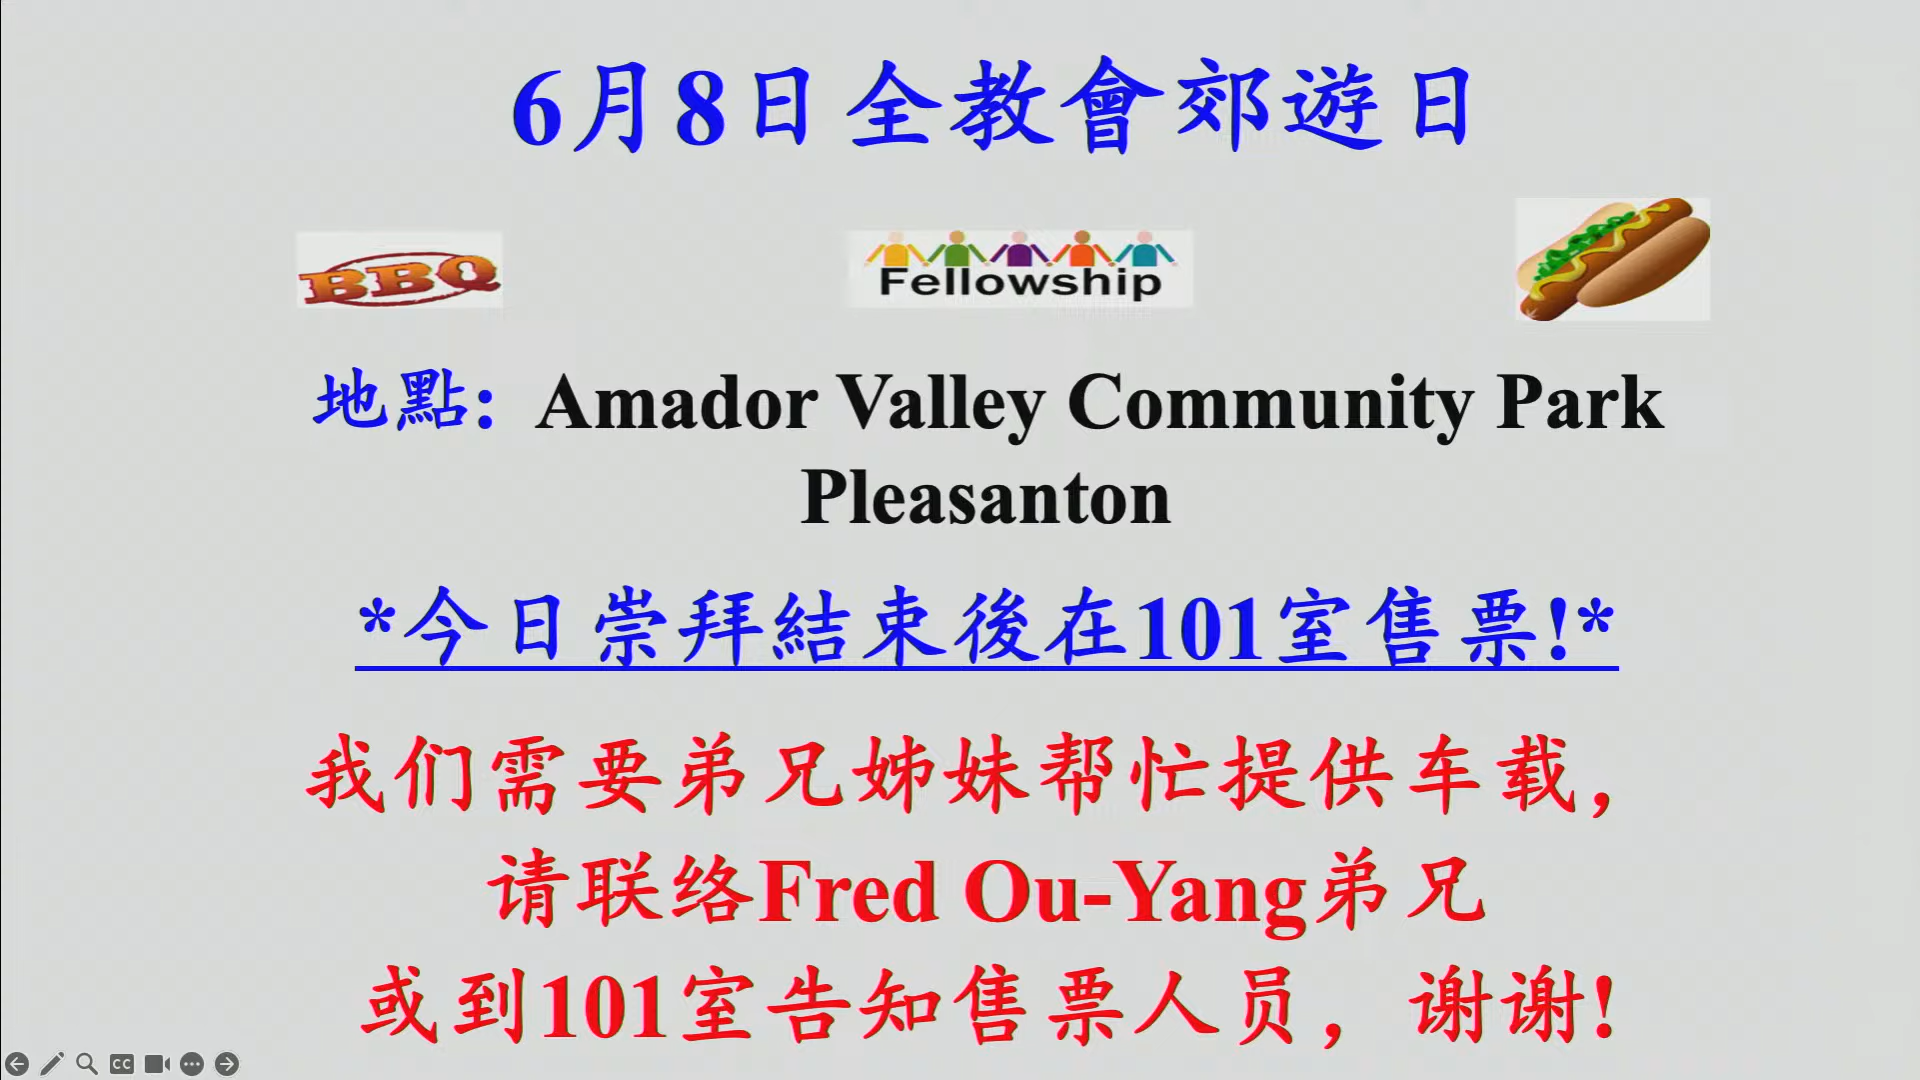 6月8日全教會郊遊日
BBQ
Fellowship
地點: Amador Valley Community Park
Pleasanton
*今日崇拜結束後在101室售票!*
我们需要弟兄姊妹帮忙提供车载，
请联络Fred Ou-Yang弟兄
或到101室告知售票人员，谢谢!
CC